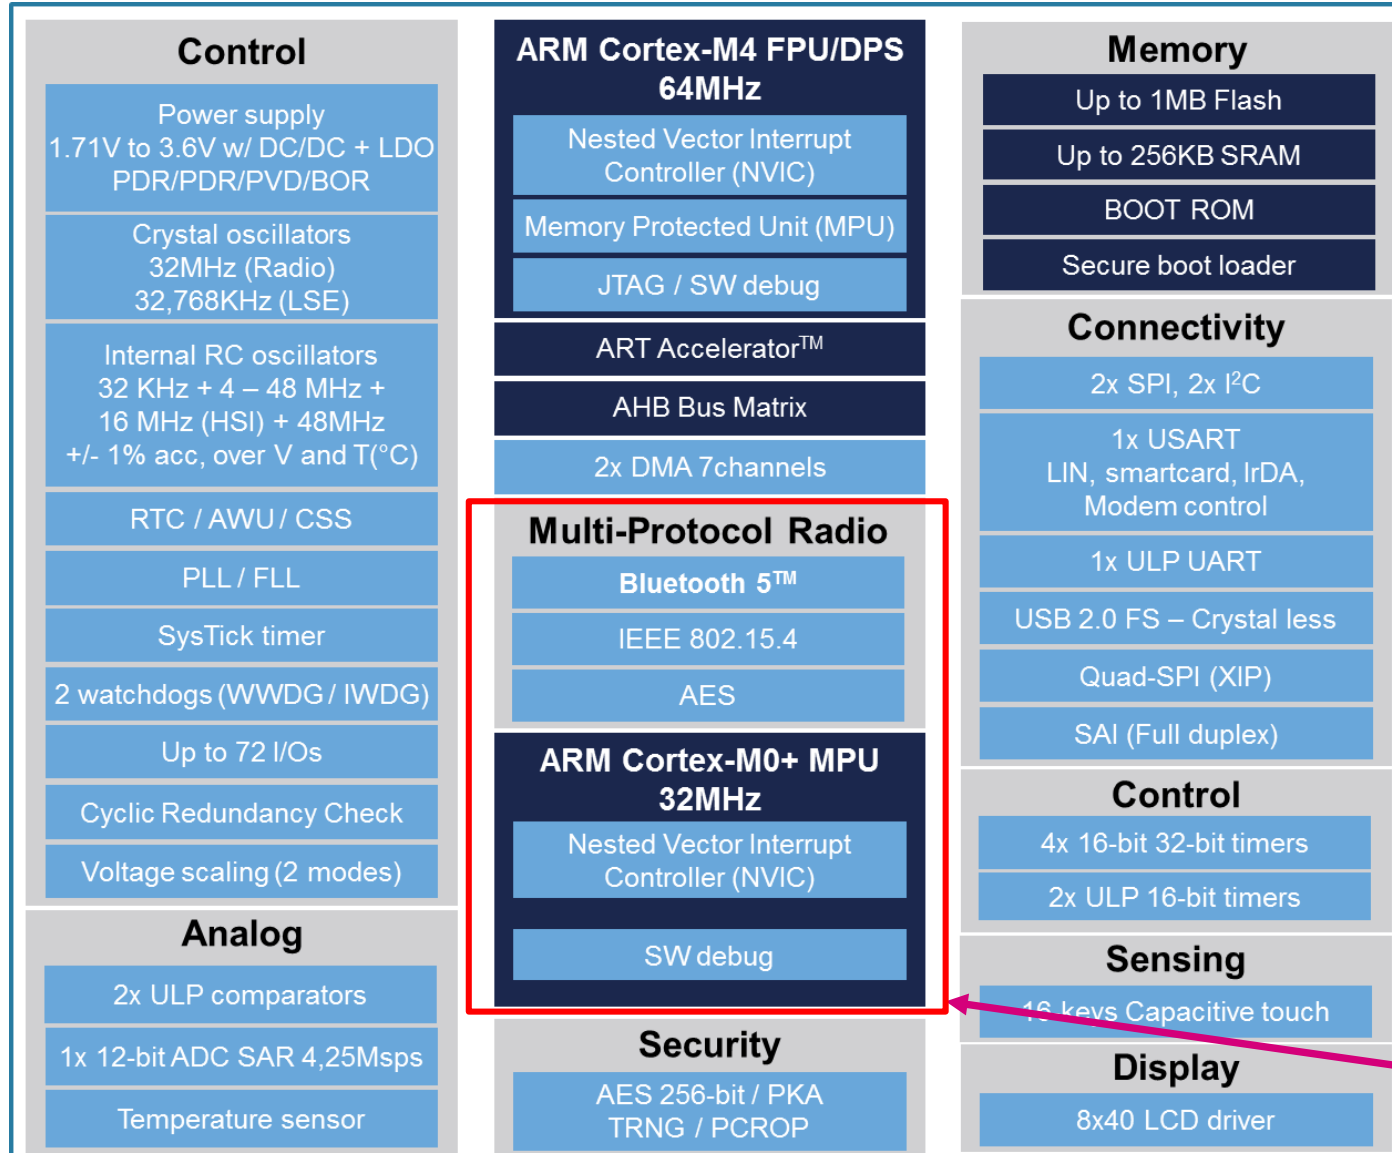 Control
Power supply
1.71V to 3.6V w/ DC/DC + LDO
PDR/PDR/PVD/BOR
Crystal oscillators
32MHz (Radio)
32,768KHz (LSE)
Internal RC oscillators
32 KHz + 4 – 48 MHz +
16 MHz (HSI) + 48MHz
+/- 1% acc, over V and T(°C)
RTC / AWU / CSS
PLL / FLL
SysTick timer
2 watchdogs (WWDG / IWDG)
Up to 72 I/Os
Cyclic Redundancy Check
Voltage scaling (2 modes)
Analog
2x ULP comparators
1x 12-bit ADC SAR 4,25Msps
Temperature sensor
ARM Cortex-M4 FPU/DPS
64MHz
Nested Vector Interrupt
Controller (NVIC)
Memory Protected Unit (MPU)
JTAG / SW debug
ART Accelerator™
AHB Bus Matrix
2x DMA 7channels
Multi-Protocol Radio
Bluetooth 5™
IEEE 802.15.4
AES
ARM Cortex-M0+ MPU
32MHz
Nested Vector Interrupt
Controller (NVIC)
SW debug
Security
AES 256-bit / PKA
TRNG / PCROP
Memory
Up to 1MB Flash
Up to 256KB SRAM
BOOT ROM
Secure boot loader
Connectivity
2x SPI, 2x I²C
1x USART
LIN, smartcard, IrDA,
Modem control
1x ULP UART
USB 2.0 FS – Crystal less
Quad-SPI (XIP)
SAI (Full duplex)
Control
4x 16-bit 32-bit timers
2x ULP 16-bit timers
Sensing
16 keys Capacitive touch
Display
8x40 LCD driver